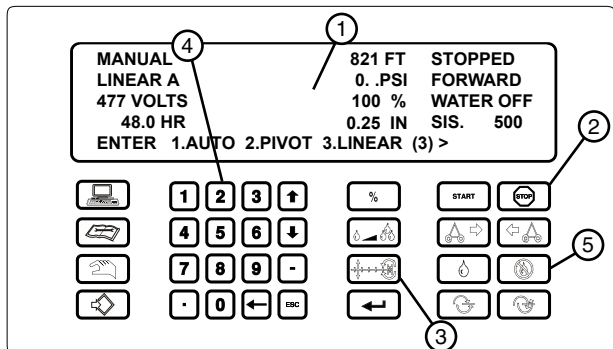 1
4
MANUAL 821 FT STOPPED
LINEAR A 0. .PSI FORWARD
477 VOLTS 100 % WATER OFF
48.0 HR 0.25 IN SIS. 500
ENTER 1.AUTO 2.PIVOT 3.LINEAR (3) >
2
1 2 3 % START STOP
4 5 6
5
7 8 9 -
. 0 ESC
3